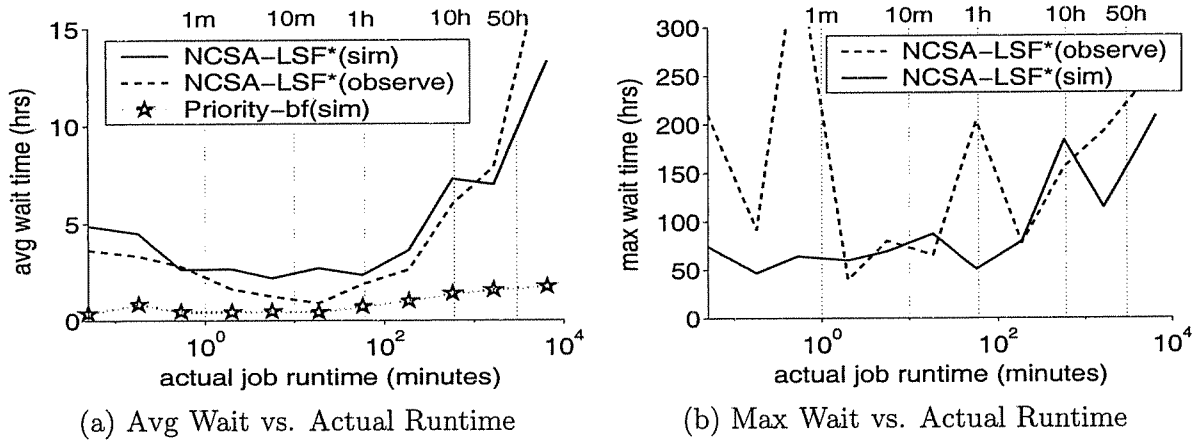 1m 10m 1h 10h 50h
15
10
5
0
avg wait time (hrs)
NCSA-LSF*(sim)
NCSA-LSF*(observe)
Priority-bf(sim)
10^0 10^2 10^4
actual job runtime (minutes)
(a) Avg Wait vs. Actual Runtime
1m 10m 1h 10h 50h
300
250
200
150
100
50
0
max wait time (hrs)
NCSA-LSF*(observe)
NCSA-LSF*(sim)
10^0 10^2 10^4
actual job runtime (minutes)
(b) Max Wait vs. Actual Runtime